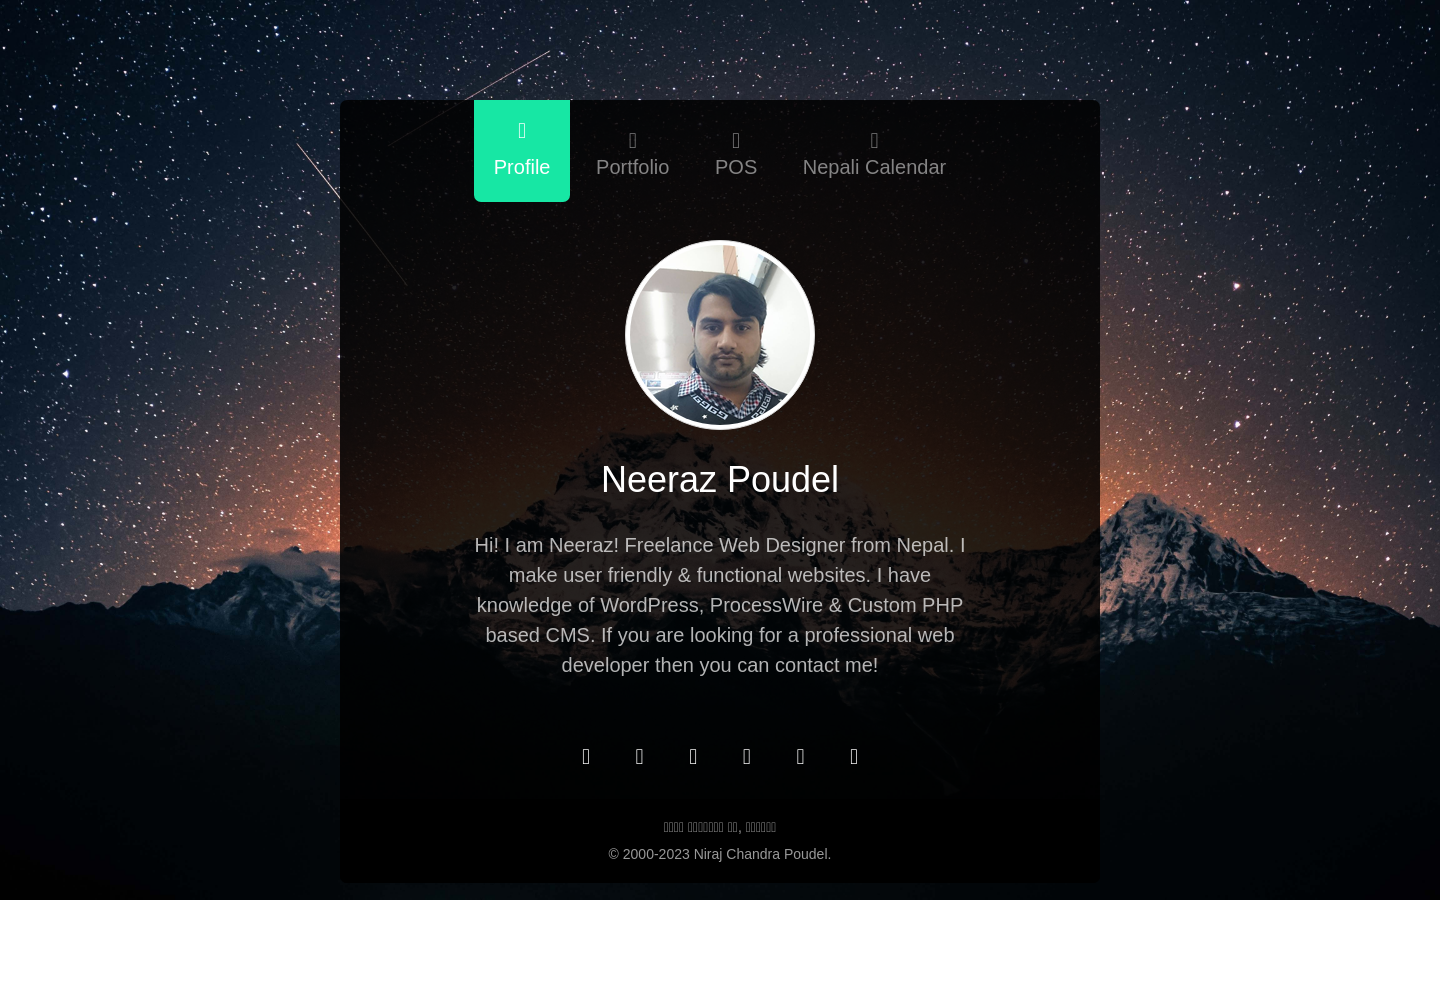 Profile
Portfolio
POS
Nepali Calendar
Neeraz Poudel
Hi! I am Neeraz! Freelance Web Designer from Nepal. I
make user friendly & functional websites. I have
knowledge of WordPress, ProcessWire & Custom PHP
based CMS. If you are looking for a professional web
developer then you can contact me!
© 2000-2023 Niraj Chandra Poudel.